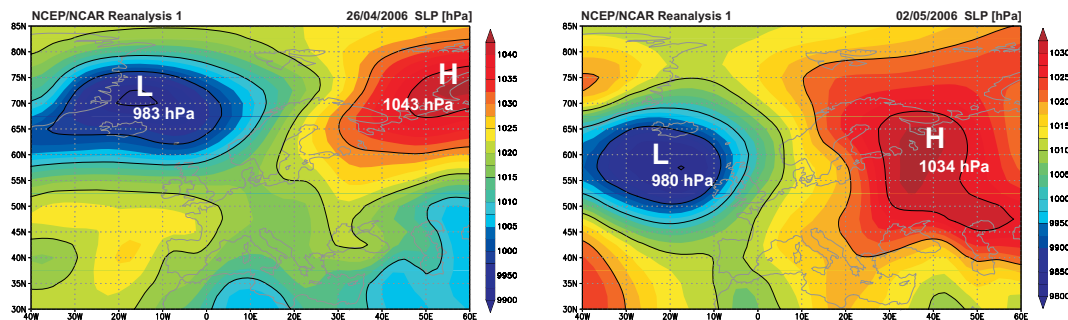 NCEP/NCAR Reanalysis 1 26/04/2006 SLP [hPa]
85N
80N
75N
70N
65N
60N
55N
50N
45N
40N
35N
30N
40W 30W 20W 10W 0 10E 20E 30E 40E 50E 60E
L
983 hPa
H
1043 hPa
1040
1035
1030
1025
1020
1015
1010
1005
1000
9950
9900
NCEP/NCAR Reanalysis 1 02/05/2006 SLP [hPa]
85N
80N
75N
70N
65N
60N
55N
50N
45N
40N
35N
30N
40W 30W 20W 10W 0 10E 20E 30E 40E 50E 60E
L
980 hPa
H
1034 hPa
1030
1025
1020
1015
1010
1005
1000
9900
9850
9800